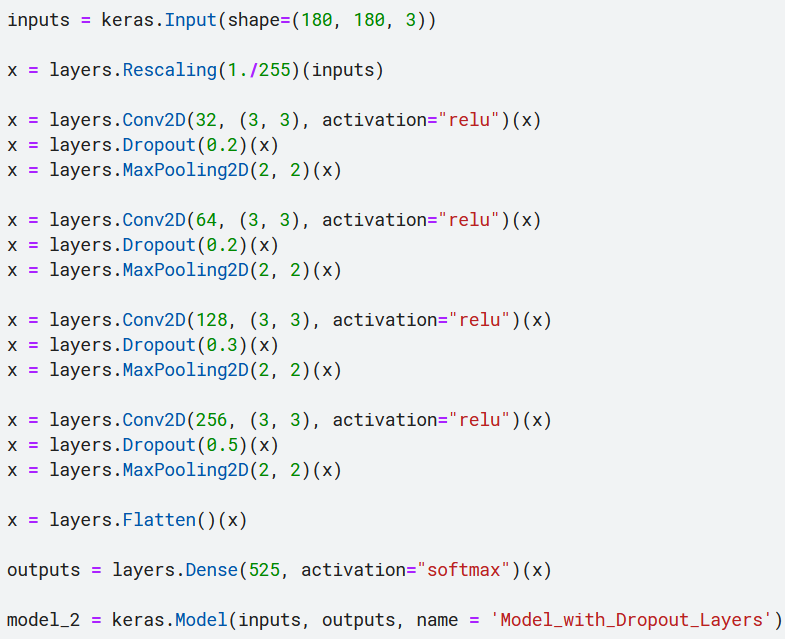 inputs = keras.Input(shape=(180, 180, 3))
x = layers.Rescaling(1./255)(inputs)
x = layers.Conv2D(32, (3, 3), activation="relu")(x)
x = layers.Dropout(0.2)(x)
x = layers.MaxPooling2D(2, 2)(x)
x = layers.Conv2D(64, (3, 3), activation="relu")(x)
x = layers.Dropout(0.2)(x)
x = layers.MaxPooling2D(2, 2)(x)
x = layers.Conv2D(128, (3, 3), activation="relu")(x)
x = layers.Dropout(0.3)(x)
x = layers.MaxPooling2D(2, 2)(x)
x = layers.Conv2D(256, (3, 3), activation="relu")(x)
x = layers.Dropout(0.5)(x)
x = layers.MaxPooling2D(2, 2)(x)
x = layers.Flatten()(x)
outputs = layers.Dense(525, activation="softmax")(x)
model_2 = keras.Model(inputs, outputs, name = 'Model_with_Dropout_Layers')